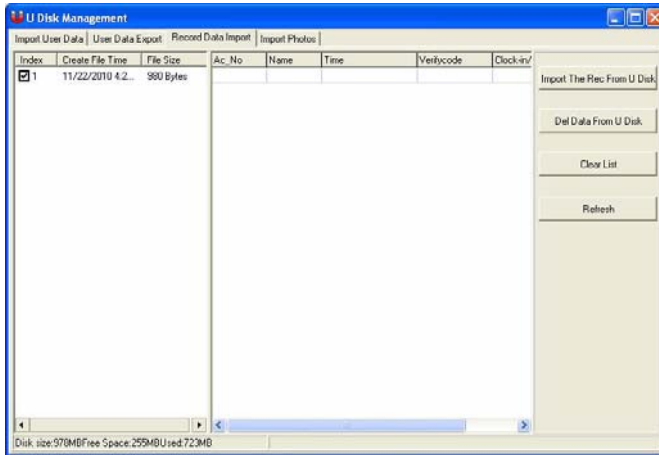 U Disk Management
Import User Data User Data Export Record Data Import Import Photos
Index Create File Time File Size Ac_No Name Time Verifycode Clock-in/
1 11/22/2010 4:2... 980 Bytes
Import The Rec From U Disk
Del Data From U Disk
Clear List
Refresh
Disk size:978MBFree Space:255MBUsed:723MB